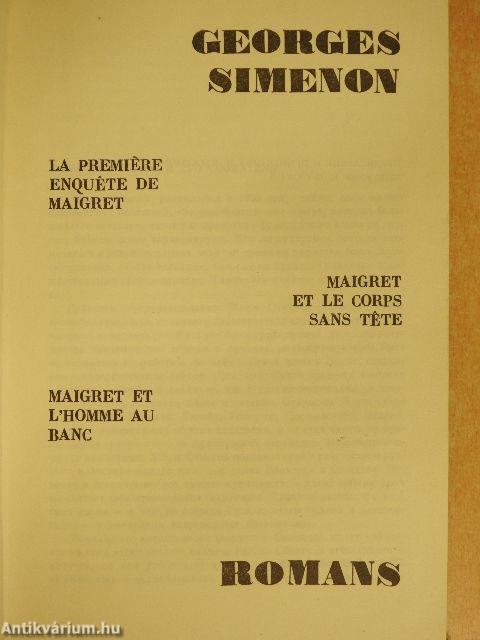 GEORGES
SIMENON
LA PREMIÈRE
ENQUÊTE DE
MAIGRET
MAIGRET
ET LE CORPS
SANS TÊTE
MAIGRET ET
L'HOMME AU
BANC
ROMANS
Antikvárium.hu